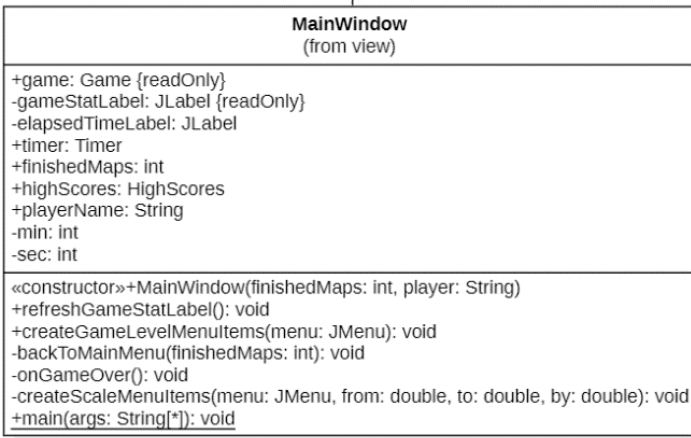 MainWindow
(from view)
+game: Game {readOnly}
-gameStatLabel: JLabel {readOnly}
-elapsedTimeLabel: JLabel
+timer: Timer
+finishedMaps: int
+highScores: HighScores
+playerName: String
-min: int
-sec: int
«constructor»+MainWindow(finishedMaps: int, player: String)
+refreshGameStatLabel(): void
+createGameLevelMenuItems(menu: JMenu): void
-backToMainMenu(finishedMaps: int): void
-onGameOver(): void
-createScaleMenuItems(menu: JMenu, from: double, to: double, by: double): void
+main(args: String[*]): void